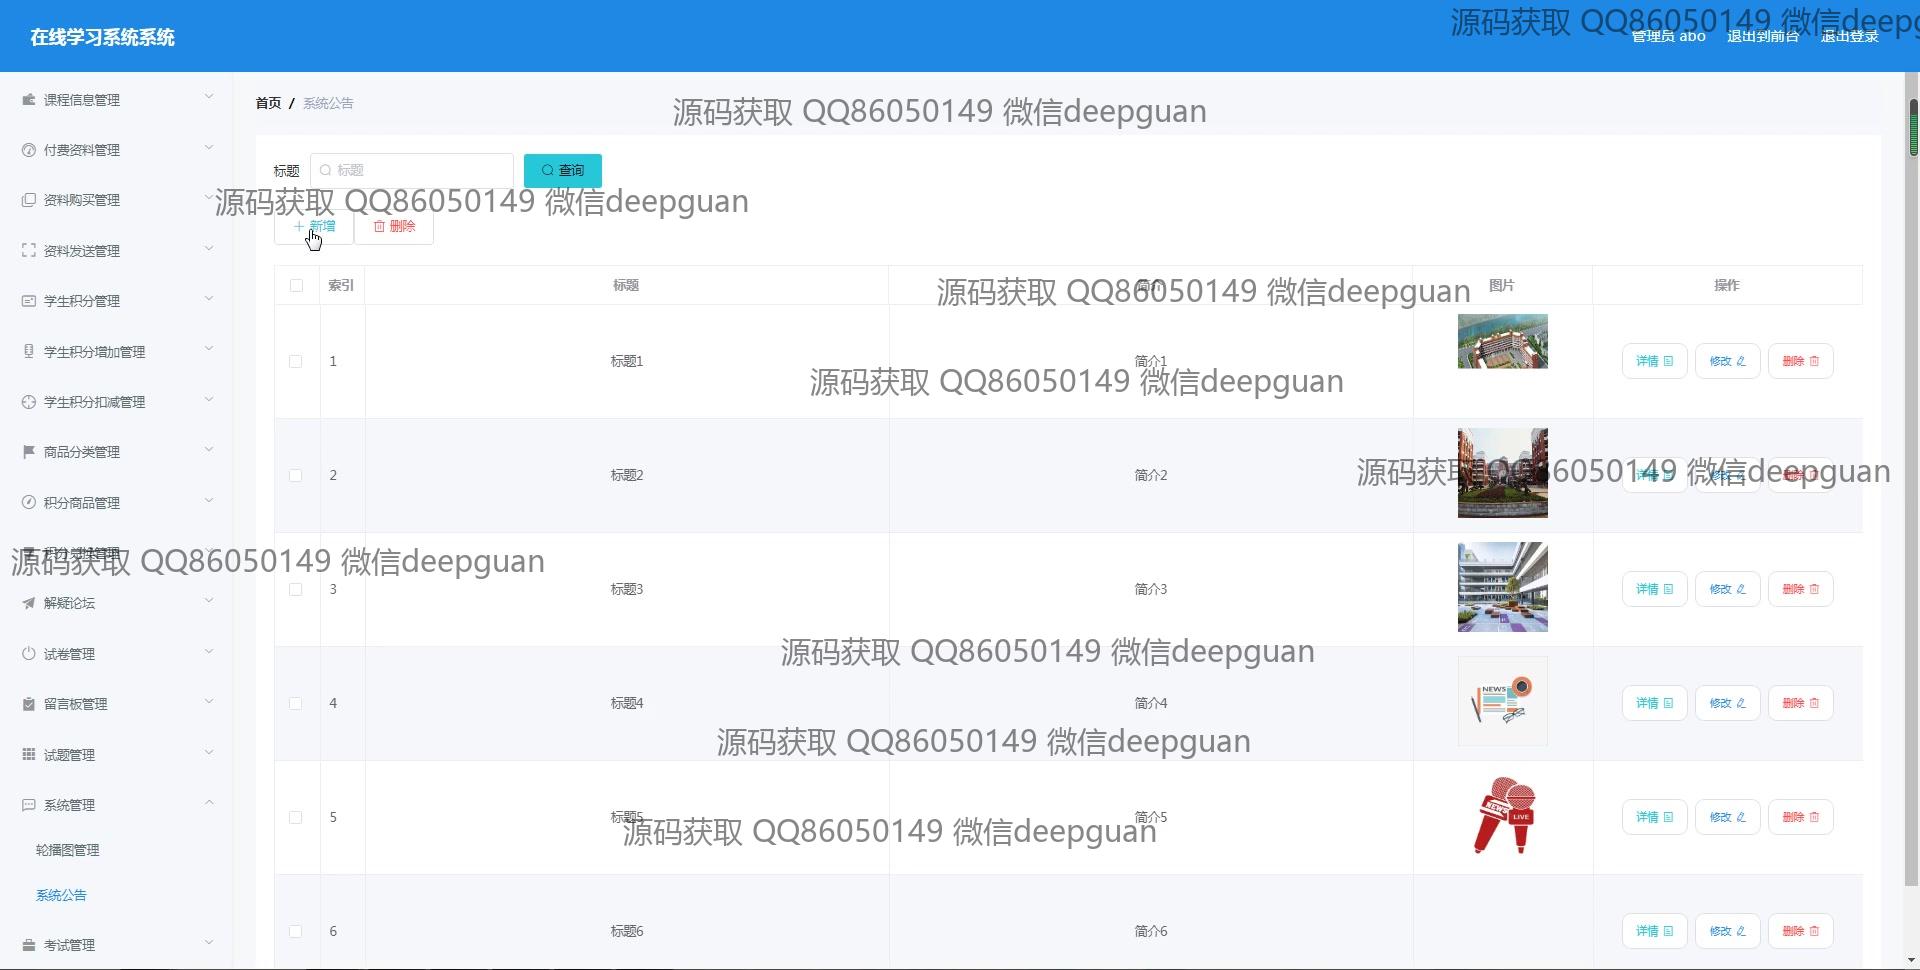 在线学习系统系统
源码获取 QQ86050149 微信deepg
管理员 abo 退出到前台 退出登录
课程信息管理
付费资料管理
资料购买管理
资料发送管理
学生积分管理
学生积分增加管理
学生积分扣减管理
商品分类管理
积分商品管理
积分兑换管理
解疑论坛
试卷管理
留言板管理
试题管理
系统管理
轮播图管理
系统公告
考试管理
首页 / 系统公告
源码获取 QQ86050149 微信deepguan
标题 标题 查询
源码获取 QQ86050149 微信deepguan
新增 删除
索引 标题 简介 图片 操作
源码获取 QQ86050149 微信deepguan
1 标题1 简介1 详情 修改 删除
源码获取 QQ86050149 微信deepguan
2 标题2 简介2 详情 修改 删除
源码获取 QQ86050149 微信deepguan
源码获取 QQ86050149 微信deepguan
3 标题3 简介3 详情 修改 删除
源码获取 QQ86050149 微信deepguan
4 标题4 简介4 NEWS 详情 修改 删除
源码获取 QQ86050149 微信deepguan
5 标题5 简介5 NEWS LIVE 详情 修改 删除
源码获取 QQ86050149 微信deepguan
6 标题6 简介6 详情 修改 删除